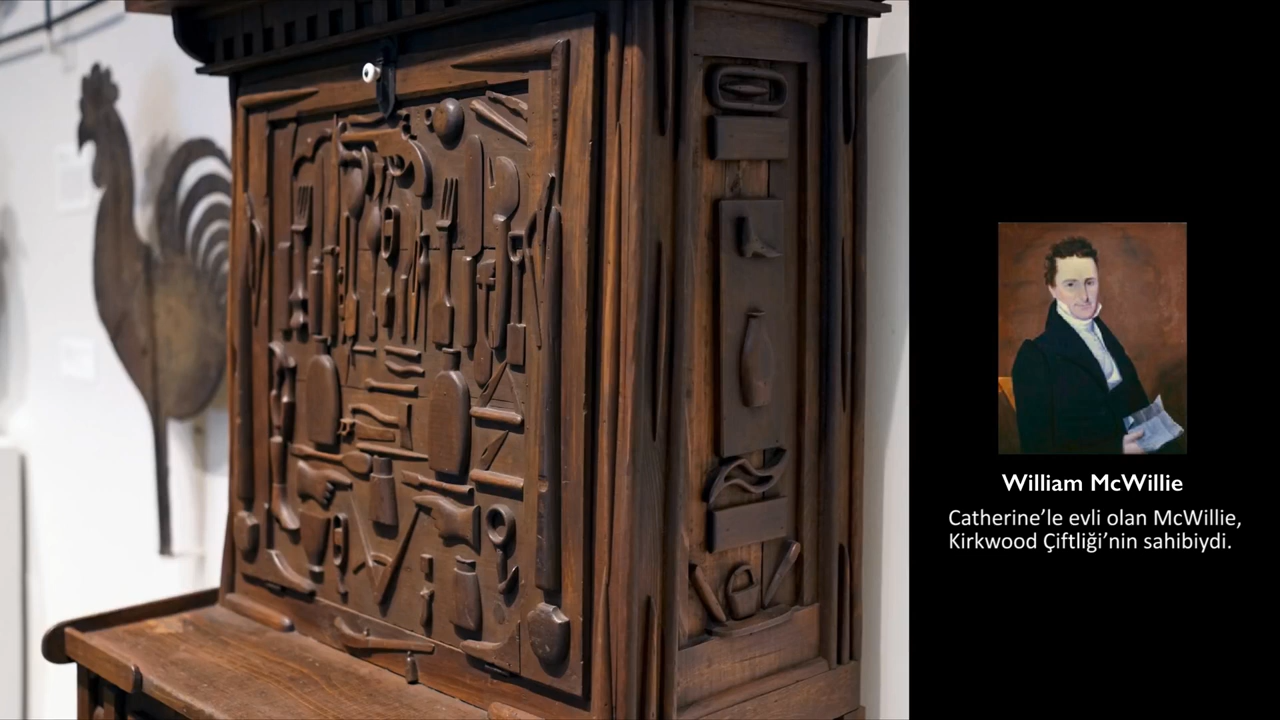 William McWillie
Catherine’le evli olan McWillie,
Kirkwood Çiftliği’nin sahibiydi.